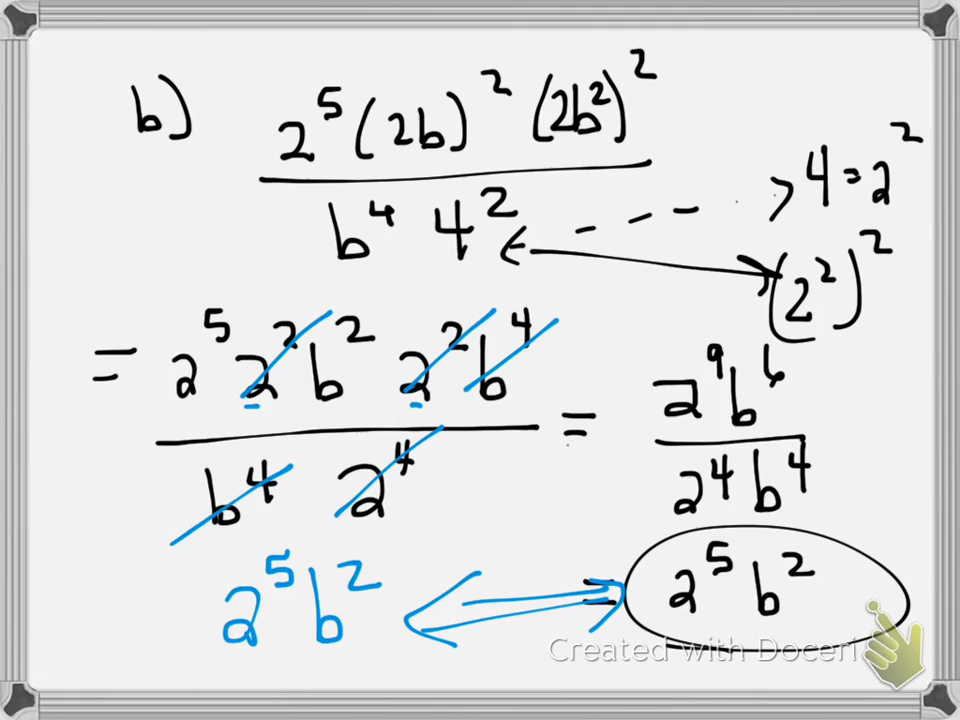 b) 2^5 (2b)^2 (2b^2)^2
b^4 4^2
4 = 2^2
(2^2)^2
= 2^5 2^2 b^2 2^2 b^4
b^4 2^4
= 2^9 b^6
2^4 b^4
2^5 b^2
= 2^5 b^2
Created with Doceri